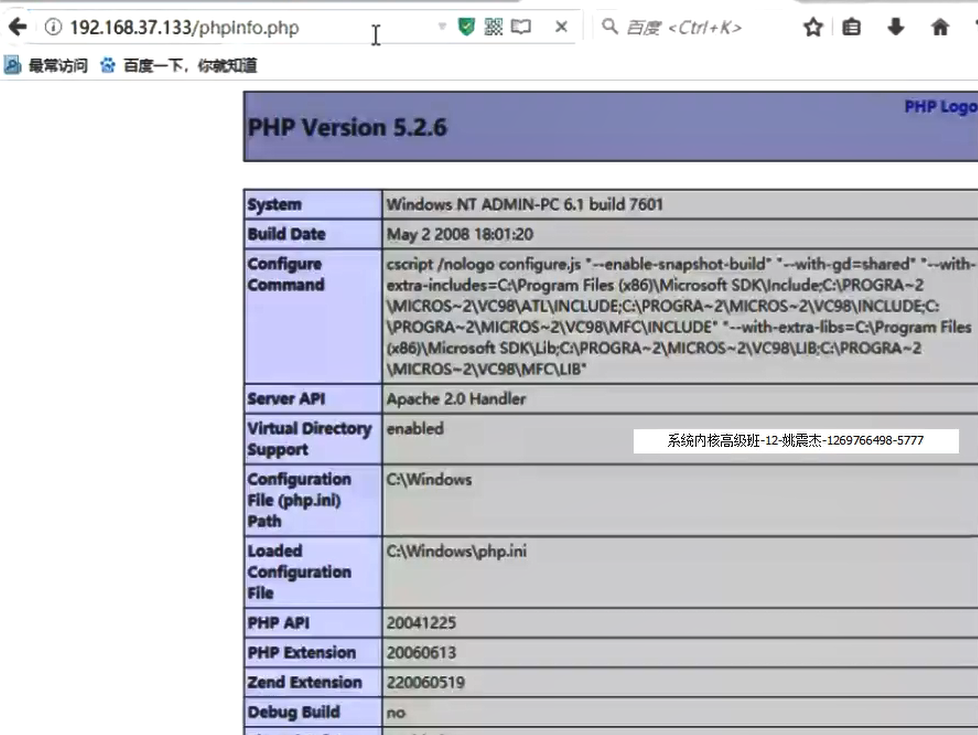 192.168.37.133/phpinfo.php
百度 <Ctrl+K>
最常访问 百度一下，你就知道
PHP Logo
PHP Version 5.2.6
System Windows NT ADMIN-PC 6.1 build 7601
Build Date May 2 2008 18:01:20
Configure Command cscript /nologo configure.js "--enable-snapshot-build" "--with-gd=shared" "--with-
extra-includes=C:\Program Files (x86)\Microsoft SDK\Include;C:\PROGRA~2
\MICROS~2\VC98\ATL\INCLUDE;C:\PROGRA~2\MICROS~2\VC98\INCLUDE;C:
\PROGRA~2\MICROS~2\VC98\MFC\INCLUDE" "--with-extra-libs=C:\Program Files
(x86)\Microsoft SDK\Lib;C:\PROGRA~2\MICROS~2\VC98\LIB;C:\PROGRA~2
\MICROS~2\VC98\MFC\LIB"
Server API Apache 2.0 Handler
Virtual Directory enabled
Support
系统内核高级班-12-姚震杰-1269766498-5777
Configuration C:\Windows
File (php.ini)
Path
Loaded C:\Windows\php.ini
Configuration
File
PHP API 20041225
PHP Extension 20060613
Zend Extension 220060519
Debug Build no